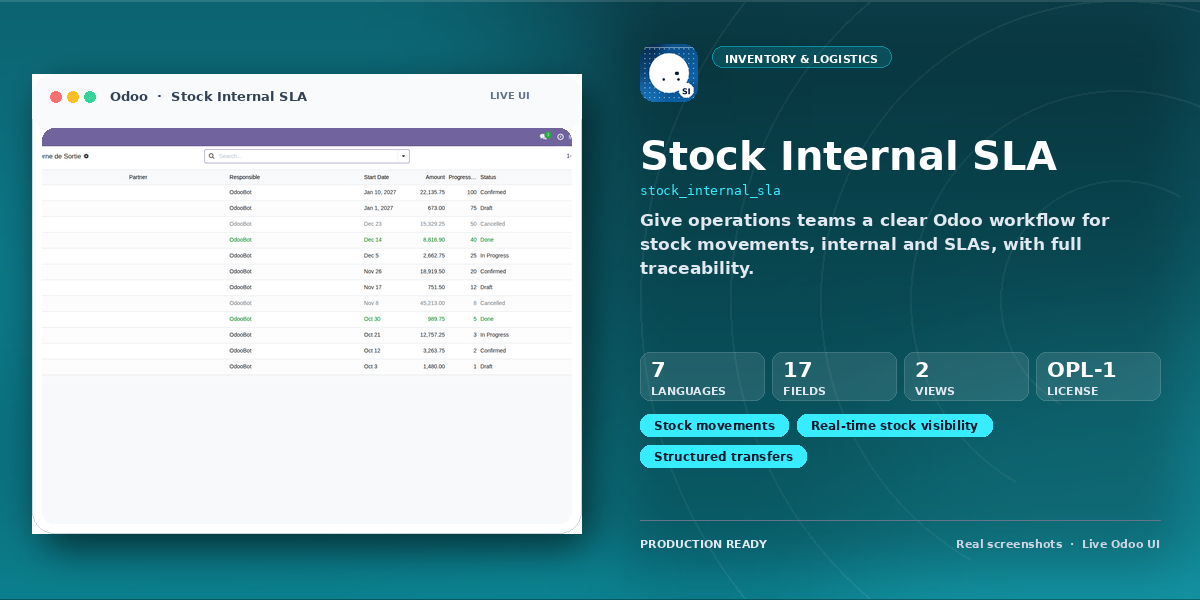 Odoo · Stock Internal SLA
LIVE UI
rne de Sortie
Search...
Partner Responsible Start Date Amount Progress... Status
OdooBot Jan 10, 2027 22,135.75 100 Confirmed
OdooBot Jan 1, 2027 673.00 75 Draft
OdooBot Dec 23 15,329.25 50 Cancelled
OdooBot Dec 14 8,816.90 40 Done
OdooBot Dec 5 2,662.75 25 In Progress
OdooBot Nov 26 18,919.50 20 Confirmed
OdooBot Nov 17 751.50 12 Draft
OdooBot Nov 8 45,213.00 8 Cancelled
OdooBot Oct 30 989.75 5 Done
OdooBot Oct 21 12,757.25 3 In Progress
OdooBot Oct 12 3,263.75 2 Confirmed
OdooBot Oct 3 1,480.00 1 Draft
SI
INVENTORY & LOGISTICS
Stock Internal SLA
stock_internal_sla
Give operations teams a clear Odoo workflow for
stock movements, internal and SLAs, with full
traceability.
7
LANGUAGES
17
FIELDS
2
VIEWS
OPL-1
LICENSE
Stock movements
Real-time stock visibility
Structured transfers
PRODUCTION READY
Real screenshots · Live Odoo UI